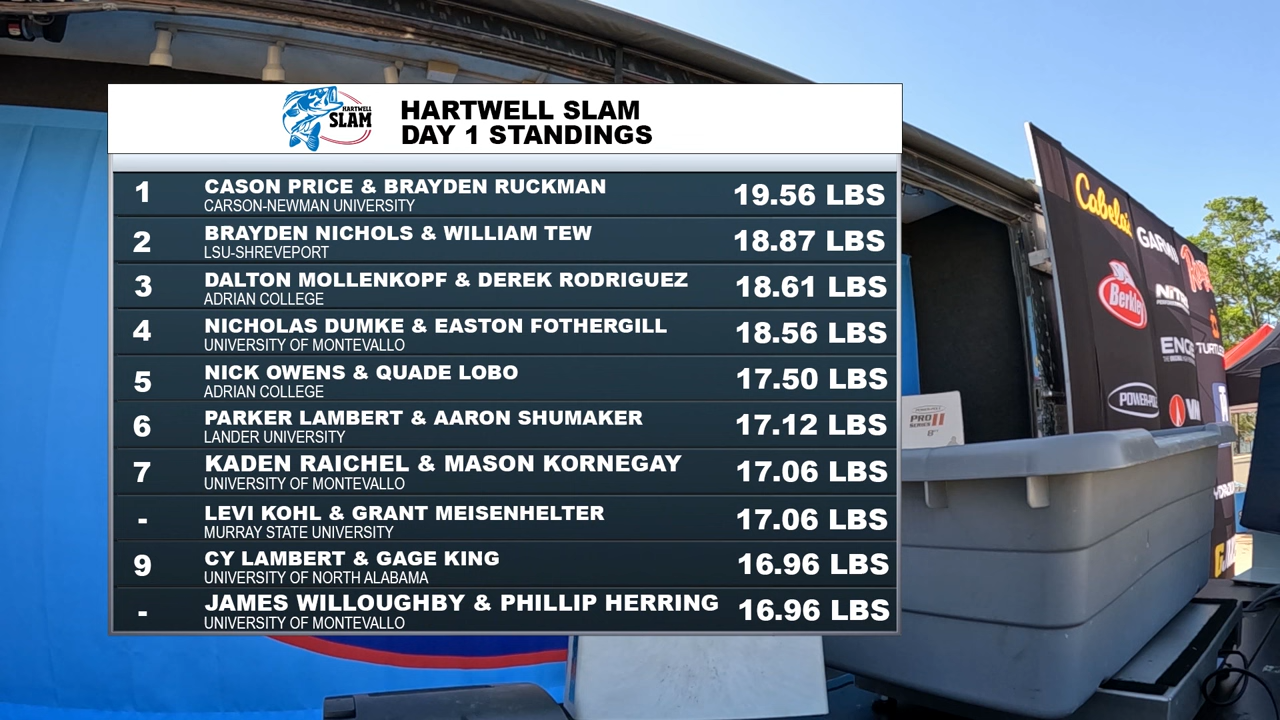 HARTWELL
SLAM
HARTWELL SLAM
DAY 1 STANDINGS
1 CASON PRICE & BRAYDEN RUCKMAN 19.56 LBS
CARSON-NEWMAN UNIVERSITY
2 BRAYDEN NICHOLS & WILLIAM TEW 18.87 LBS
LSU-SHREVEPORT
3 DALTON MOLLENKOPF & DEREK RODRIGUEZ 18.61 LBS
ADRIAN COLLEGE
4 NICHOLAS DUMKE & EASTON FOTHERGILL 18.56 LBS
UNIVERSITY OF MONTEVALLO
5 NICK OWENS & QUADE LOBO 17.50 LBS
ADRIAN COLLEGE
6 PARKER LAMBERT & AARON SHUMAKER 17.12 LBS
LANDER UNIVERSITY
7 KADEN RAICHEL & MASON KORNEGAY 17.06 LBS
UNIVERSITY OF MONTEVALLO
- LEVI KOHL & GRANT MEISENHELTER 17.06 LBS
MURRAY STATE UNIVERSITY
9 CY LAMBERT & GAGE KING 16.96 LBS
UNIVERSITY OF NORTH ALABAMA
- JAMES WILLOUGHBY & PHILLIP HERRING 16.96 LBS
UNIVERSITY OF MONTEVALLO
Cabela's
GARMIN
Berkley
NITRO
POWER-POLE
PRO II
SERIES